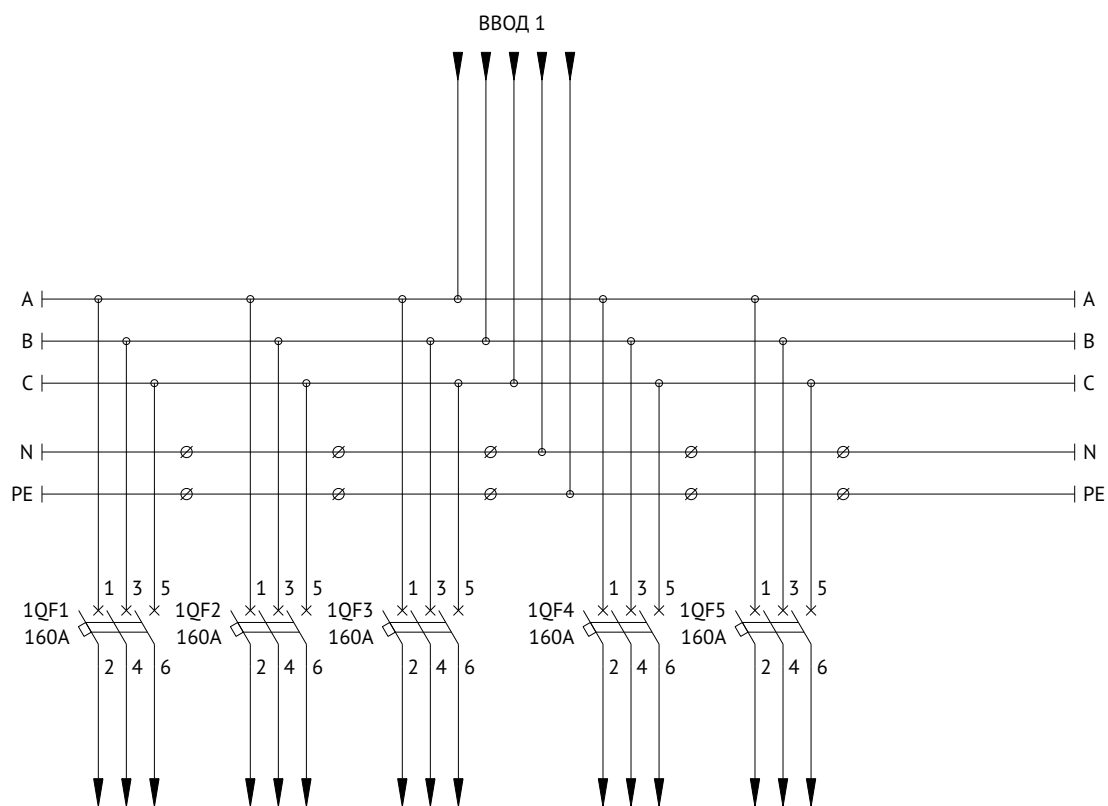 ВВОД 1
A A
B B
C C
N N
PE PE
1 3 5 1 3 5 1 3 5 1 3 5 1 3 5
1QF1 1QF2 1QF3 1QF4 1QF5
160A 160A 160A 160A 160A
2 4 6 2 4 6 2 4 6 2 4 6 2 4 6